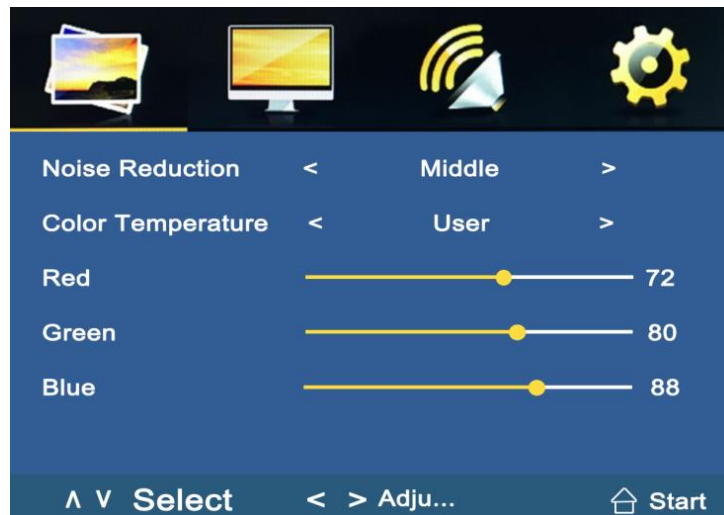 Noise Reduction < Middle >
Color Temperature < User >
Red 72
Green 80
Blue 88
∧ ∨ Select < > Adju... Start